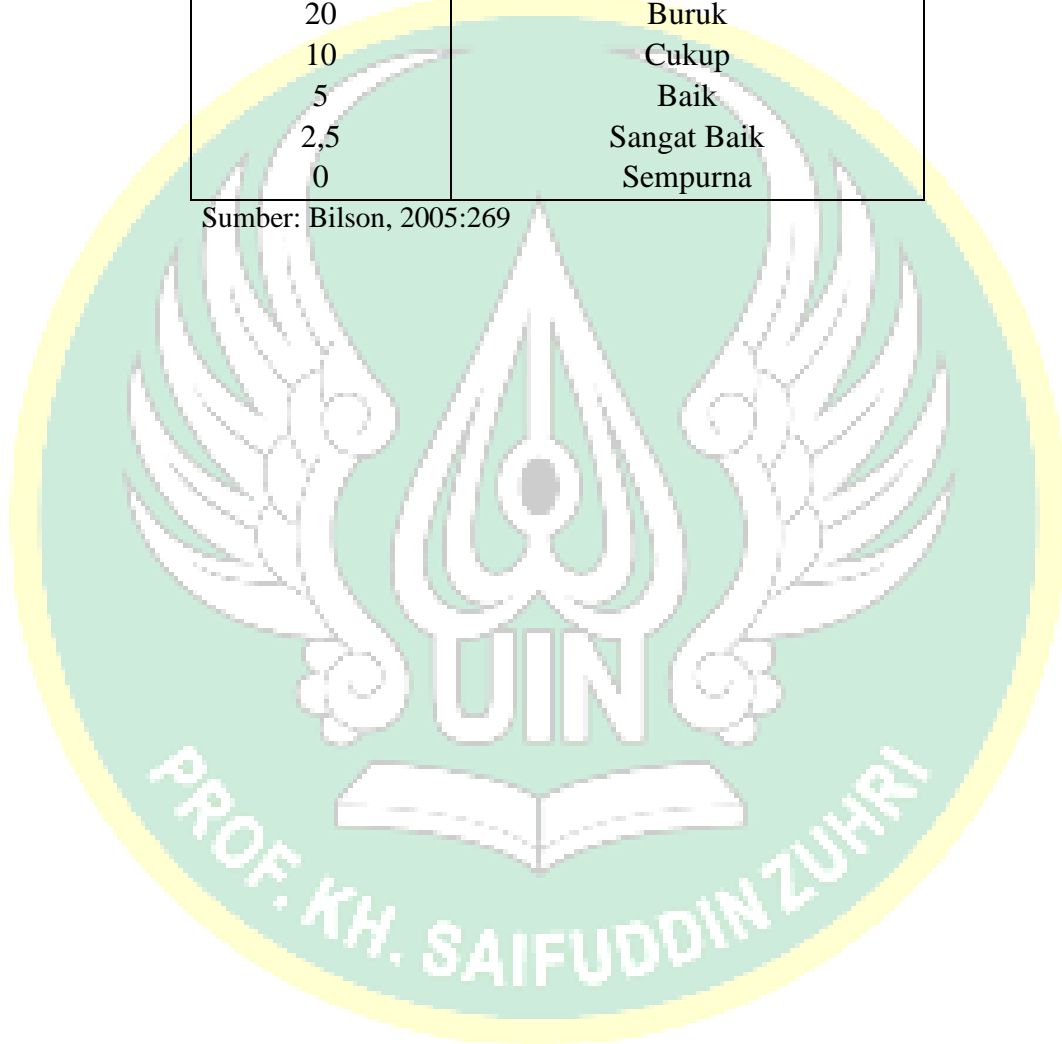 20 Buruk
10 Cukup
5 Baik
2,5 Sangat Baik
0 Sempurna
Sumber: Bilson, 2005:269
UIN
PROF. KH. SAIFUDDIN ZUHRI